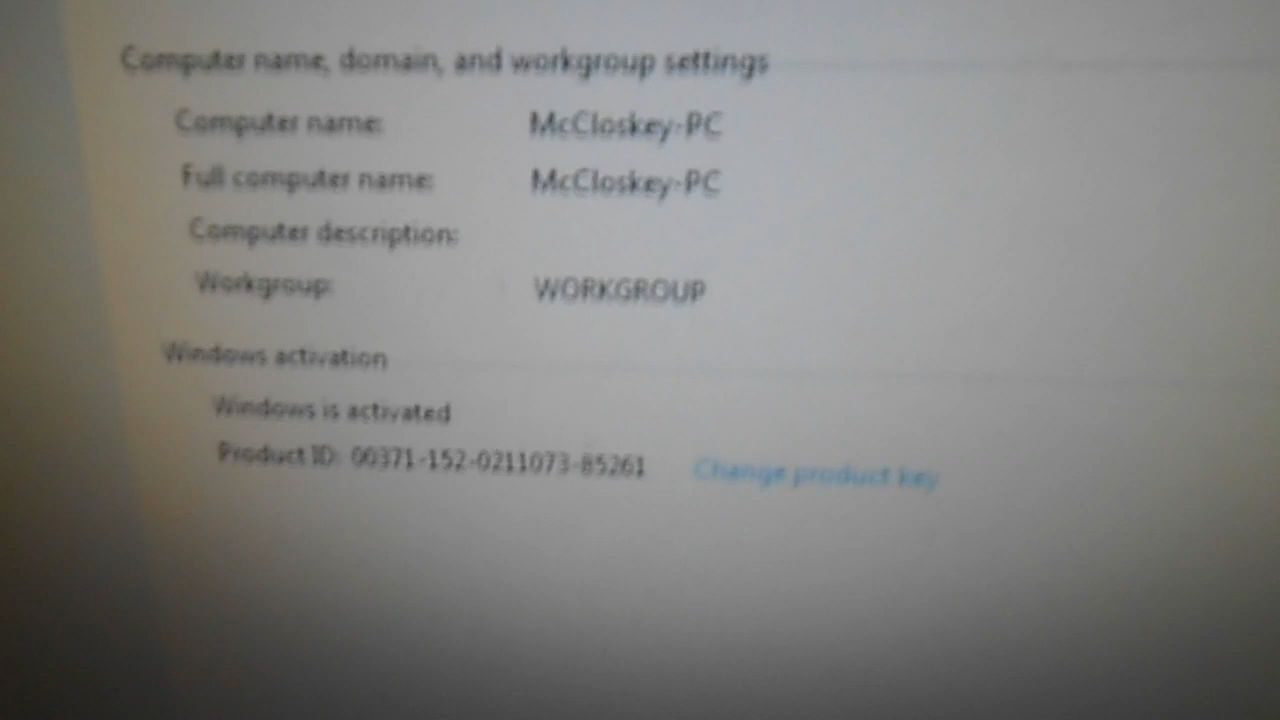 Computer name, domain, and workgroup settings
Computer name: McCloskey-PC
Full computer name: McCloskey-PC
Computer description:
Workgroup: WORKGROUP
Windows activation
Windows is activated
Product ID: 00371-152-0211073-85261 Change product key